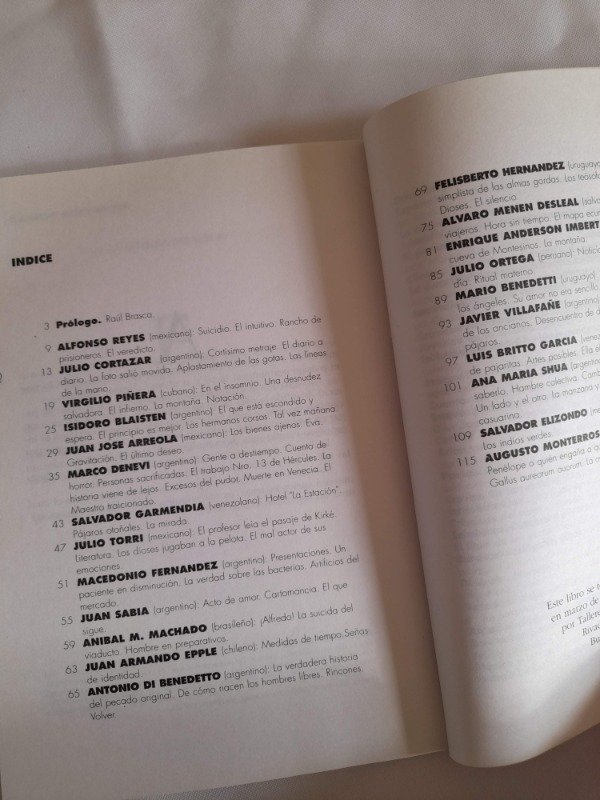 INDICE
3 Prólogo. Raúl Brasca.
9 ALFONSO REYES (mexicano): Suicidio. El intuitivo. Rancho de
prisioneros. El veredicto.
13 JULIO CORTAZAR (argentino): Cortísimo metraje. El diario a
diario. La foto salió movida. Aplastamiento de las gotas. Las líneas
de la mano.
19 VIRGILIO PIÑERA (cubano): En el insomnio. Una desnudez
salvadora. El infierno. La montaña. Natación.
25 ISIDORO BLAISTEN (argentino): El que está escondido y
espera. El principio es mejor. Los hermanos corsos. Tal vez mañana.
29 JUAN JOSE ARREOLA (mexicano): Los bienes ajenos. Eva.
Gravitación. El último deseo.
35 MARCO DENEVI (argentino): Gente a destiempo. Cuento de
horror. Personas sacrificadas. El trabajo Nro. 13 de Hércules. La
historia viene de lejos. Excesos del pudor. Muerte en Venecia. El
Maestro traicionado.
43 SALVADOR GARMENDIA (venezolano): Hotel "La Estación".
Pájaros otoñales. La mirada.
47 JULIO TORRI (mexicano): El profesor leía el pasaje de Kirké.
Literatura. Los dioses jugaban a la pelota. El mal actor de sus
emociones.
51 MACEDONIO FERNANDEZ (argentino): Presentaciones. Un
paciente en disminución. La verdad sobre las bacterias. Artificios del
mercado.
55 JUAN SABIA (argentino): Acto de amor. Cartomancia. El que
sigue.
59 ANIBAL M. MACHADO (brasileño): ¡Alfredo! La suicida del
viaducto. Hombre en preparativos.
63 JUAN ARMANDO EPPLE (chileno): Medidas de tiempo. Señas
de identidad.
65 ANTONIO DI BENEDETTO (argentino): La verdadera historia
del pecado original. De cómo nacen los hombres libres. Rincones.
Volver.
69 FELISBERTO HERNANDEZ (uruguayo
simplista de las almas gordas. Los
Dioses. El silencio
75 ALVARO MENEN DESLEAL
viajeros. Hora sin tiempo. El mapa
81 ENRIQUE ANDERSON IMBERT
cueva de Montesinos. La montaña.
85 JULIO ORTEGA (peruano)
día. Ritual materno.
89 MARIO BENEDETTI (uruguayo)
los ángeles. Su amor no era sencillo
93 JAVIER VILLAFAÑE (argentino)
de los ancianos. Desencuentro de
pájaros.
97 LUIS BRITTO GARCIA
de pajantas. Artes posibles. Ella
101 ANA MARIA SHUA
saberlo. Hombre colectiva.
Un lado y el otro. la manzana y
casuarino.
109 SALVADOR ELIZONDO
los indios verdes.
115 AUGUSTO
Penélope o quién engaña a
Gallus aureorum
Este libro se
en marzo de
por